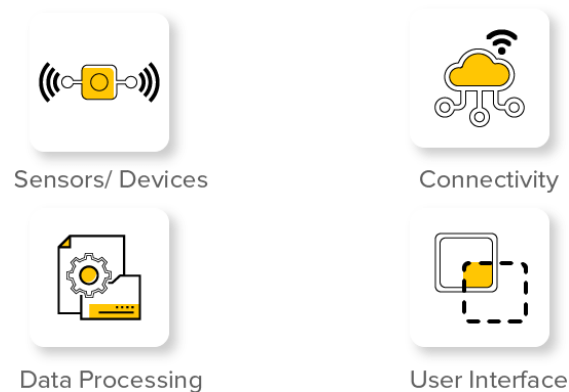 Sensors/ Devices
Connectivity
Data Processing
User Interface